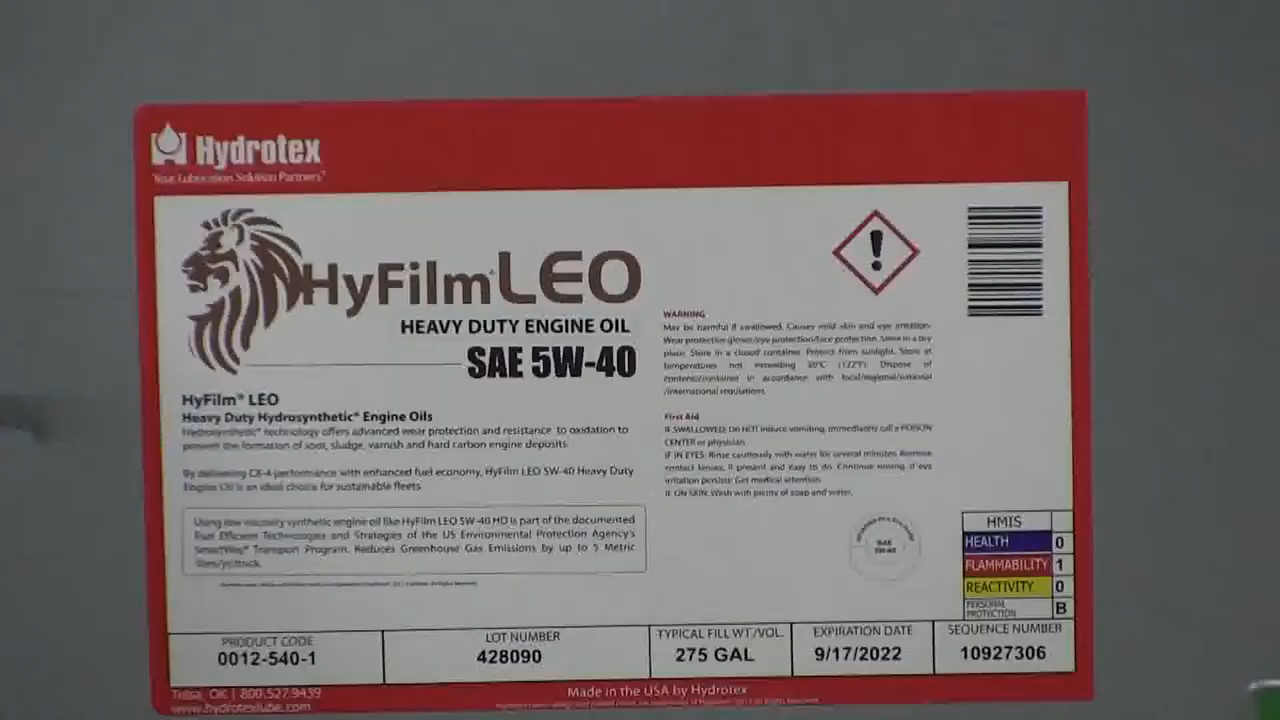 Hydrotex
Your Lubrication Solution Partners
HyFilm® LEO
HEAVY DUTY ENGINE OIL
SAE 5W-40
HyFilm® LEO
Heavy Duty Hydrosynthetic® Engine Oils
Hydrosynthetic® technology offers advanced wear protection and resistance to oxidation to
prevent the formation of soot, sludge, varnish and hard carbon engine deposits.
By delivering CK-4 performance with enhanced fuel economy, HyFilm LEO 5W-40 Heavy Duty
Engine Oil is an ideal choice for sustainable fleets.
Using low viscosity synthetic engine oil like HyFilm LEO 5W-40 HD is part of the documented
Fuel Efficient Technologies and Strategies of the US Environmental Protection Agency's
SmartWay® Transport Program. Reduces Greenhouse Gas Emissions by up to 5 Metric
Tons/yr/truck.
WARNING
May be harmful if swallowed. Causes mild skin and eye irritation.
Wear protective gloves/eye protection/face protection. Store in a dry
place. Store in a closed container. Protect from sunlight. Store at
temperatures not exceeding 50°C (122°F). Dispose of
contents/container in accordance with local/regional/national
/international regulations.
First Aid
IF SWALLOWED: Do NOT induce vomiting. Immediately call a POISON
CENTER or physician.
IF IN EYES: Rinse cautiously with water for several minutes. Remove
contact lenses, if present and easy to do. Continue rinsing. If eye
irritation persists: Get medical attention.
IF ON SKIN: Wash with plenty of soap and water.
SAE
5W-40
HMIS
HEALTH 0
FLAMMABILITY 1
REACTIVITY 0
PERSONAL
PROTECTION B
PRODUCT CODE
0012-540-1
LOT NUMBER
428090
TYPICAL FILL WT./VOL.
275 GAL
EXPIRATION DATE
9/17/2022
SEQUENCE NUMBER
10927306
Tulsa, OK | 800.527.9439
www.hydrotexlube.com
Made in the USA by Hydrotex